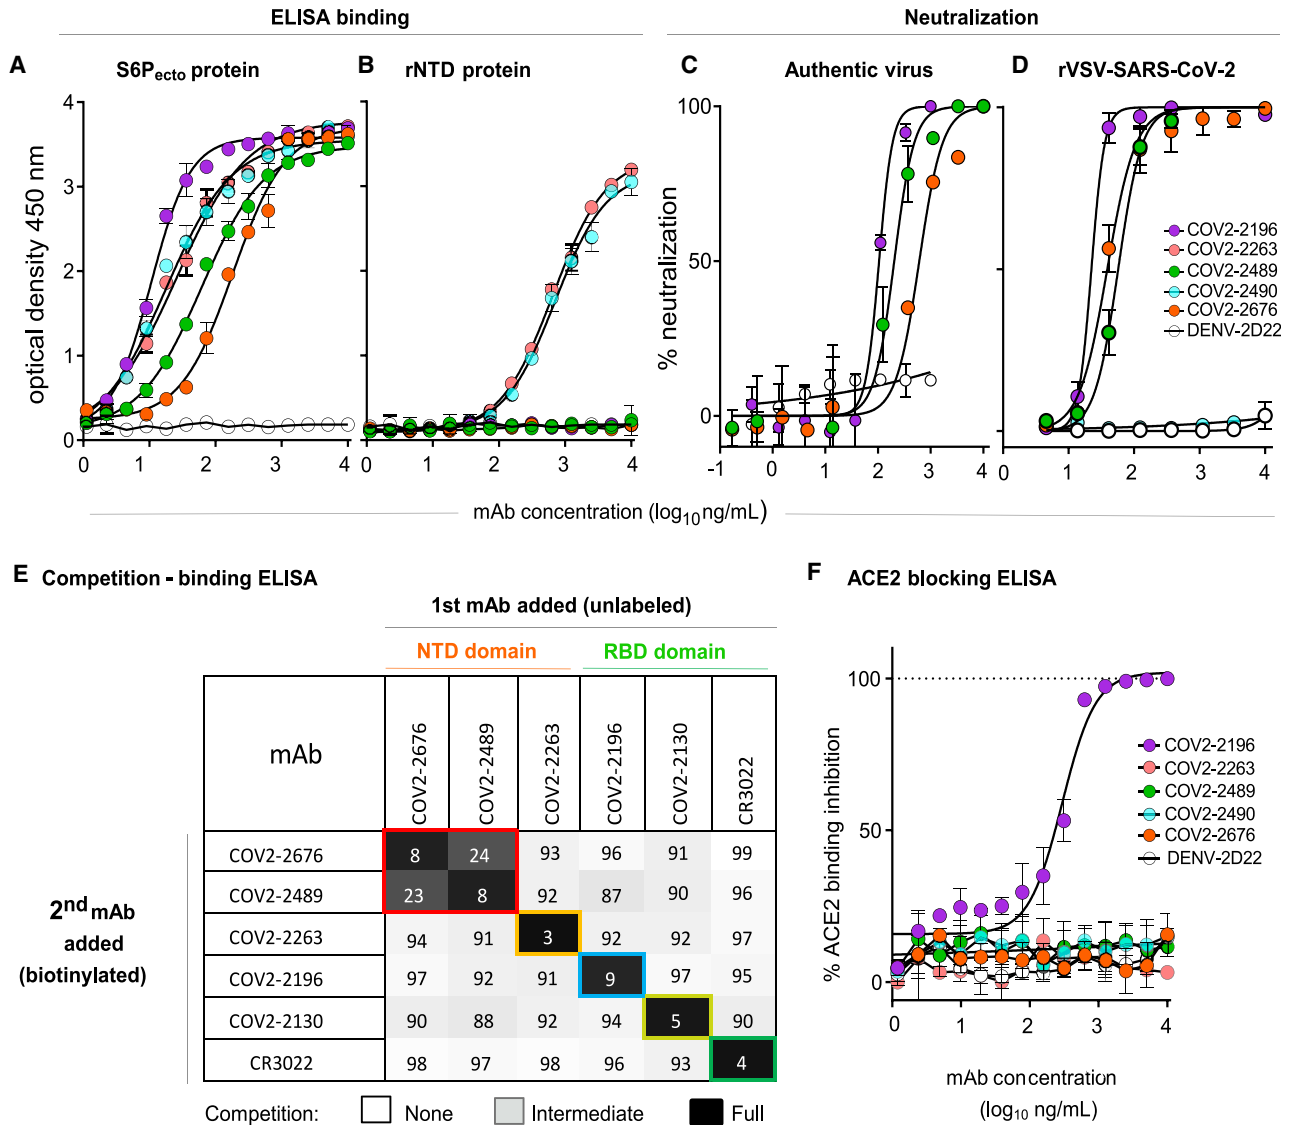 ELISA binding
Neutralization
A
S6Pecto protein
B
rNTD protein
C
Authentic virus
D
rVSV-SARS-CoV-2
optical density 450 nm
4
3
2
1
0
0 1 2 3 4
0 1 2 3 4
% neutralization
100
50
0
-1 0 1 2 3 4
0 1 2 3 4
COV2-2196
COV2-2263
COV2-2489
COV2-2490
COV2-2676
DENV-2D22
mAb concentration (log10ng/mL)
E
Competition - binding ELISA
1st mAb added (unlabeled)
NTD domain
RBD domain
mAb
COV2-2676
COV2-2489
COV2-2263
COV2-2196
COV2-2130
CR3022
2nd mAb
added
(biotinylated)
COV2-2676 8 24 93 96 91 99
COV2-2489 23 8 92 87 90 96
COV2-2263 94 91 3 92 92 97
COV2-2196 97 92 91 9 97 95
COV2-2130 90 88 92 94 5 90
CR3022 98 97 98 96 93 4
Competition: None Intermediate Full
F
ACE2 blocking ELISA
% ACE2 binding inhibition
100
50
0
0 1 2 3 4
COV2-2196
COV2-2263
COV2-2489
COV2-2490
COV2-2676
DENV-2D22
mAb concentration
(log10 ng/mL)